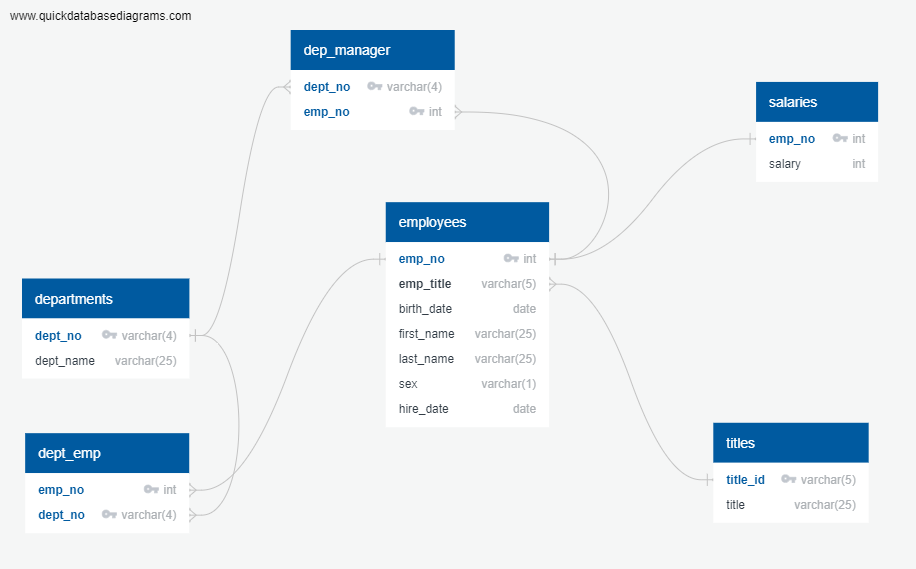 www.quickdatabasediagrams.com
dep_manager
dept_no varchar(4)
emp_no int
salaries
emp_no int
salary int
employees
emp_no int
emp_title varchar(5)
birth_date date
first_name varchar(25)
last_name varchar(25)
sex varchar(1)
hire_date date
departments
dept_no varchar(4)
dept_name varchar(25)
dept_emp
emp_no int
dept_no varchar(4)
titles
title_id varchar(5)
title varchar(25)